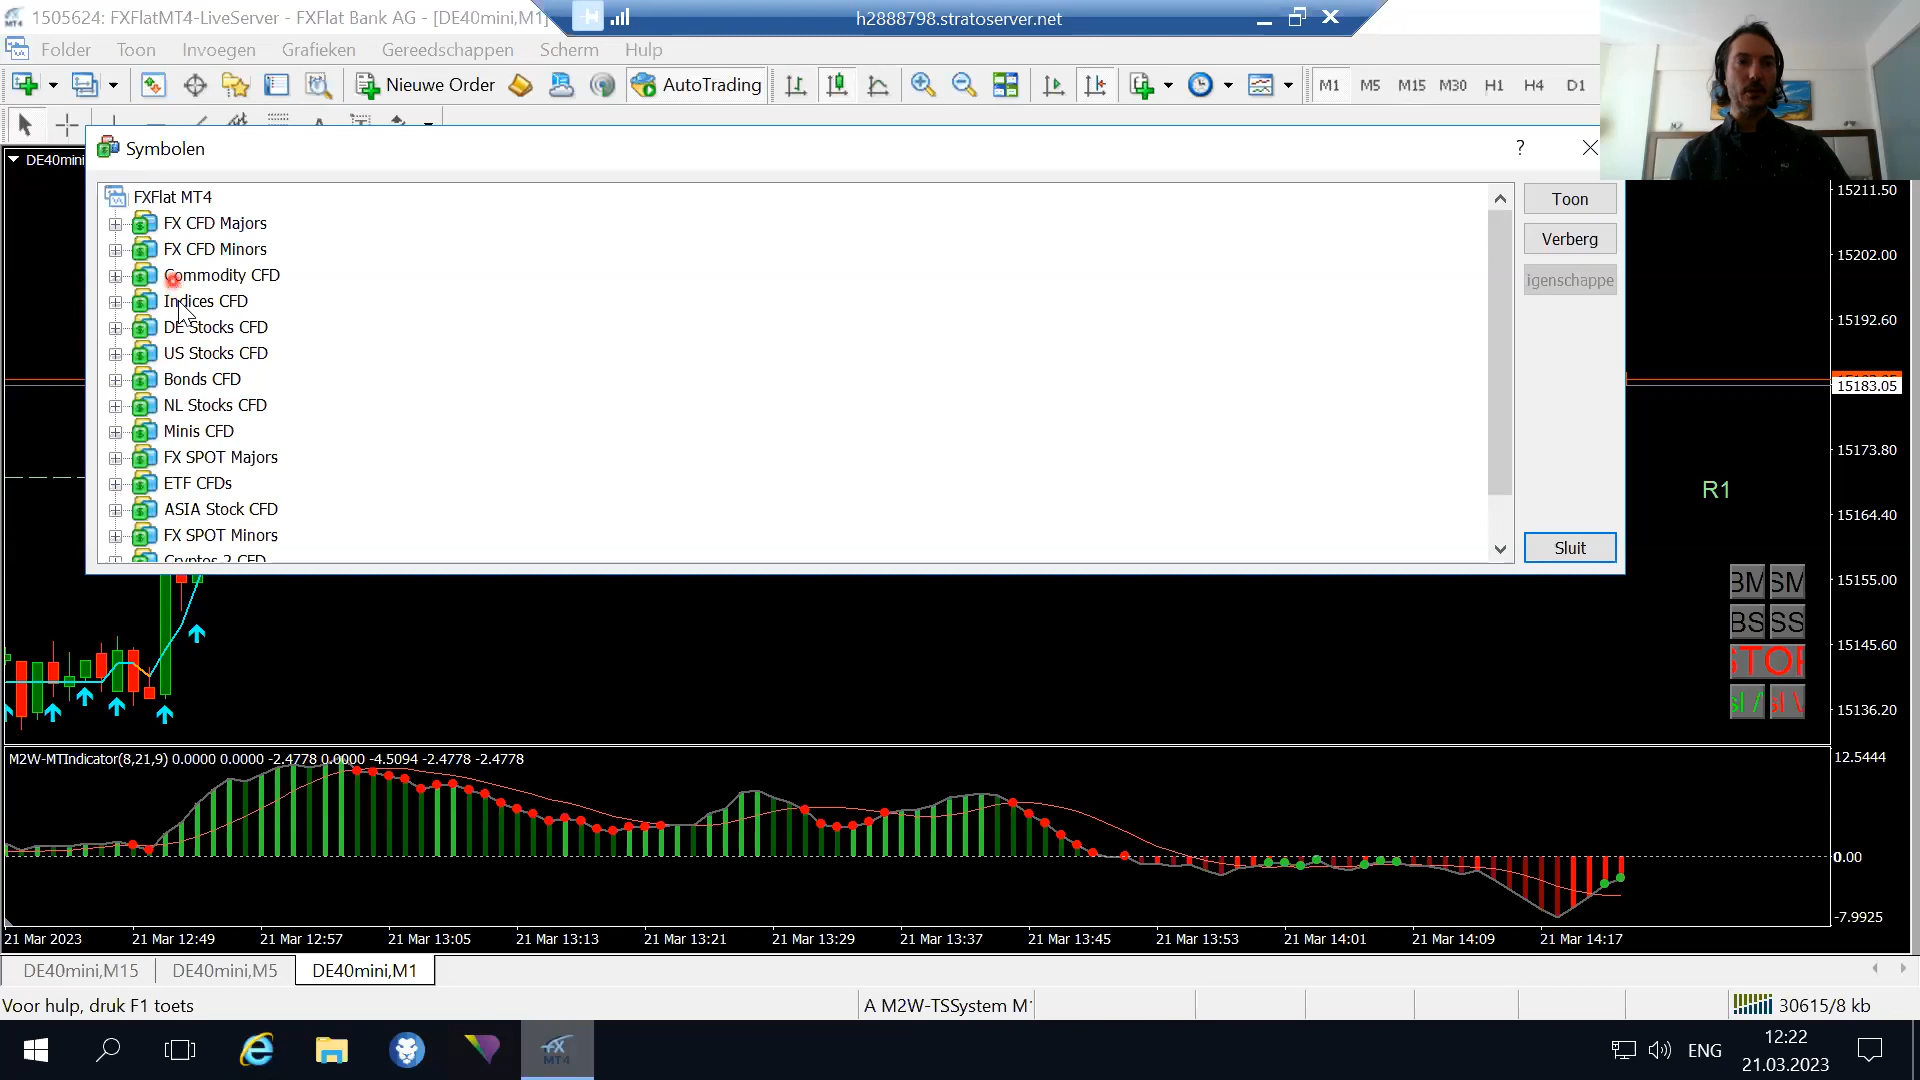 1505624: FXFlatMT4-LiveServer - FXFlat Bank AG - [DE40mini,M1]
h2888798.stratoserver.net
Folder Toon Invoegen Grafieken Gereedschappen Scherm Hulp
Nieuwe Order AutoTrading M1 M5 M15 M30 H1 H4 D1
Symbolen ?
DE40mini
FXFlat MT4
FX CFD Majors
FX CFD Minors
Commodity CFD
Indices CFD
DE Stocks CFD
US Stocks CFD
Bonds CFD
NL Stocks CFD
Minis CFD
FX SPOT Majors
ETF CFDs
ASIA Stock CFD
FX SPOT Minors
Cryptos 2 CFD
Toon
Verberg
igenschappe
Sluit
15211.50
15202.00
15192.60
15183.05
15173.80
15164.40
15155.00
15145.60
15136.20
R1
BM SM
BS SS
STOP
M2W-MTIndicator(8,21,9) 0.0000 0.0000 -2.4778 0.0000 -4.5094 -2.4778 -2.4778
12.5444
0.00
-7.9925
21 Mar 2023 21 Mar 12:49 21 Mar 12:57 21 Mar 13:05 21 Mar 13:13 21 Mar 13:21 21 Mar 13:29 21 Mar 13:37 21 Mar 13:45 21 Mar 13:53 21 Mar 14:01 21 Mar 14:09 21 Mar 14:17
DE40mini,M15 DE40mini,M5 DE40mini,M1
Voor hulp, druk F1 toets A M2W-TSSystem M 30615/8 kb
MT4
ENG
12:22
21.03.2023